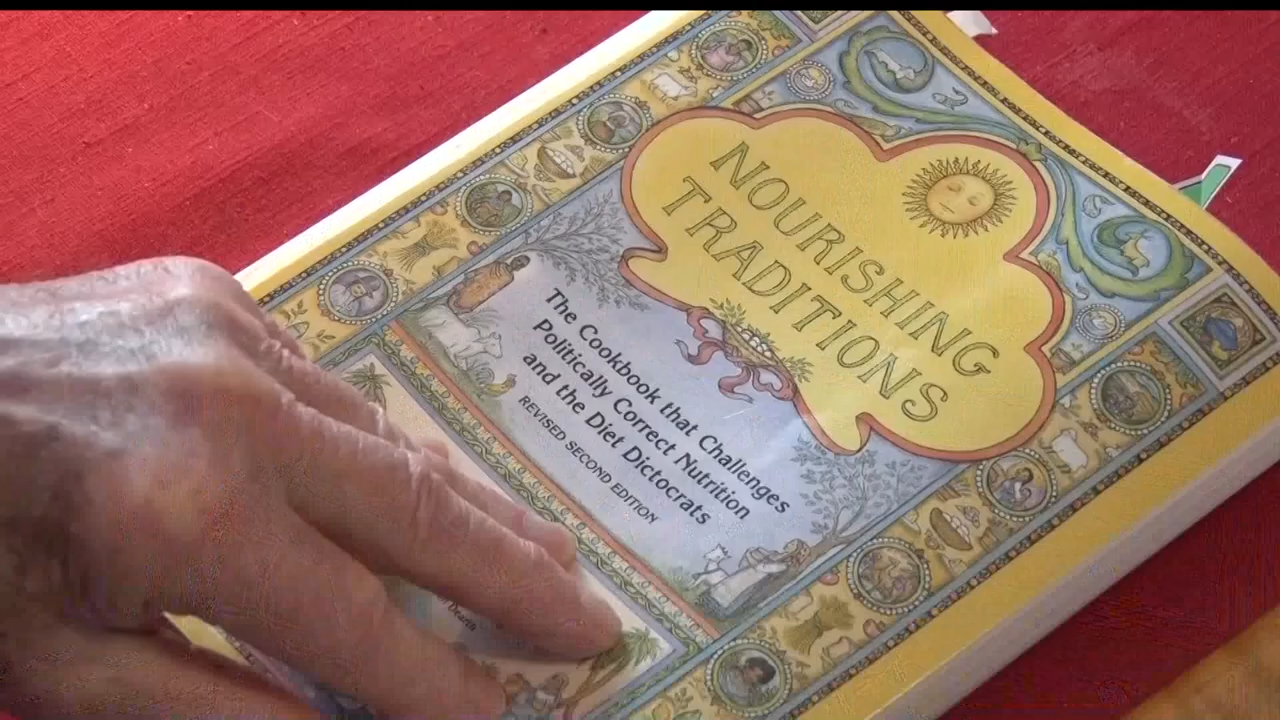 NOURISHING
TRADITIONS
The Cookbook that Challenges
Politically Correct Nutrition
and the Diet Dictocrats
REVISED SECOND EDITION